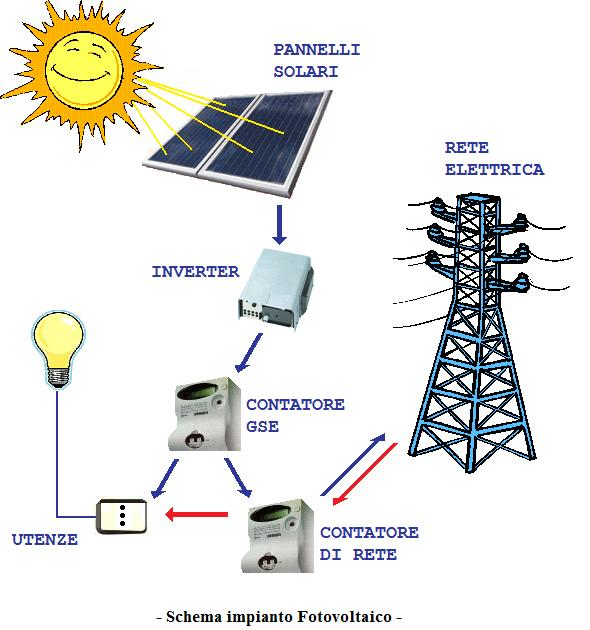 PANNELLI
SOLARI
RETE
ELETTRICA
INVERTER
CONTATORE
GSE
UTENZE
CONTATORE
DI RETE
- Schema impianto Fotovoltaico -